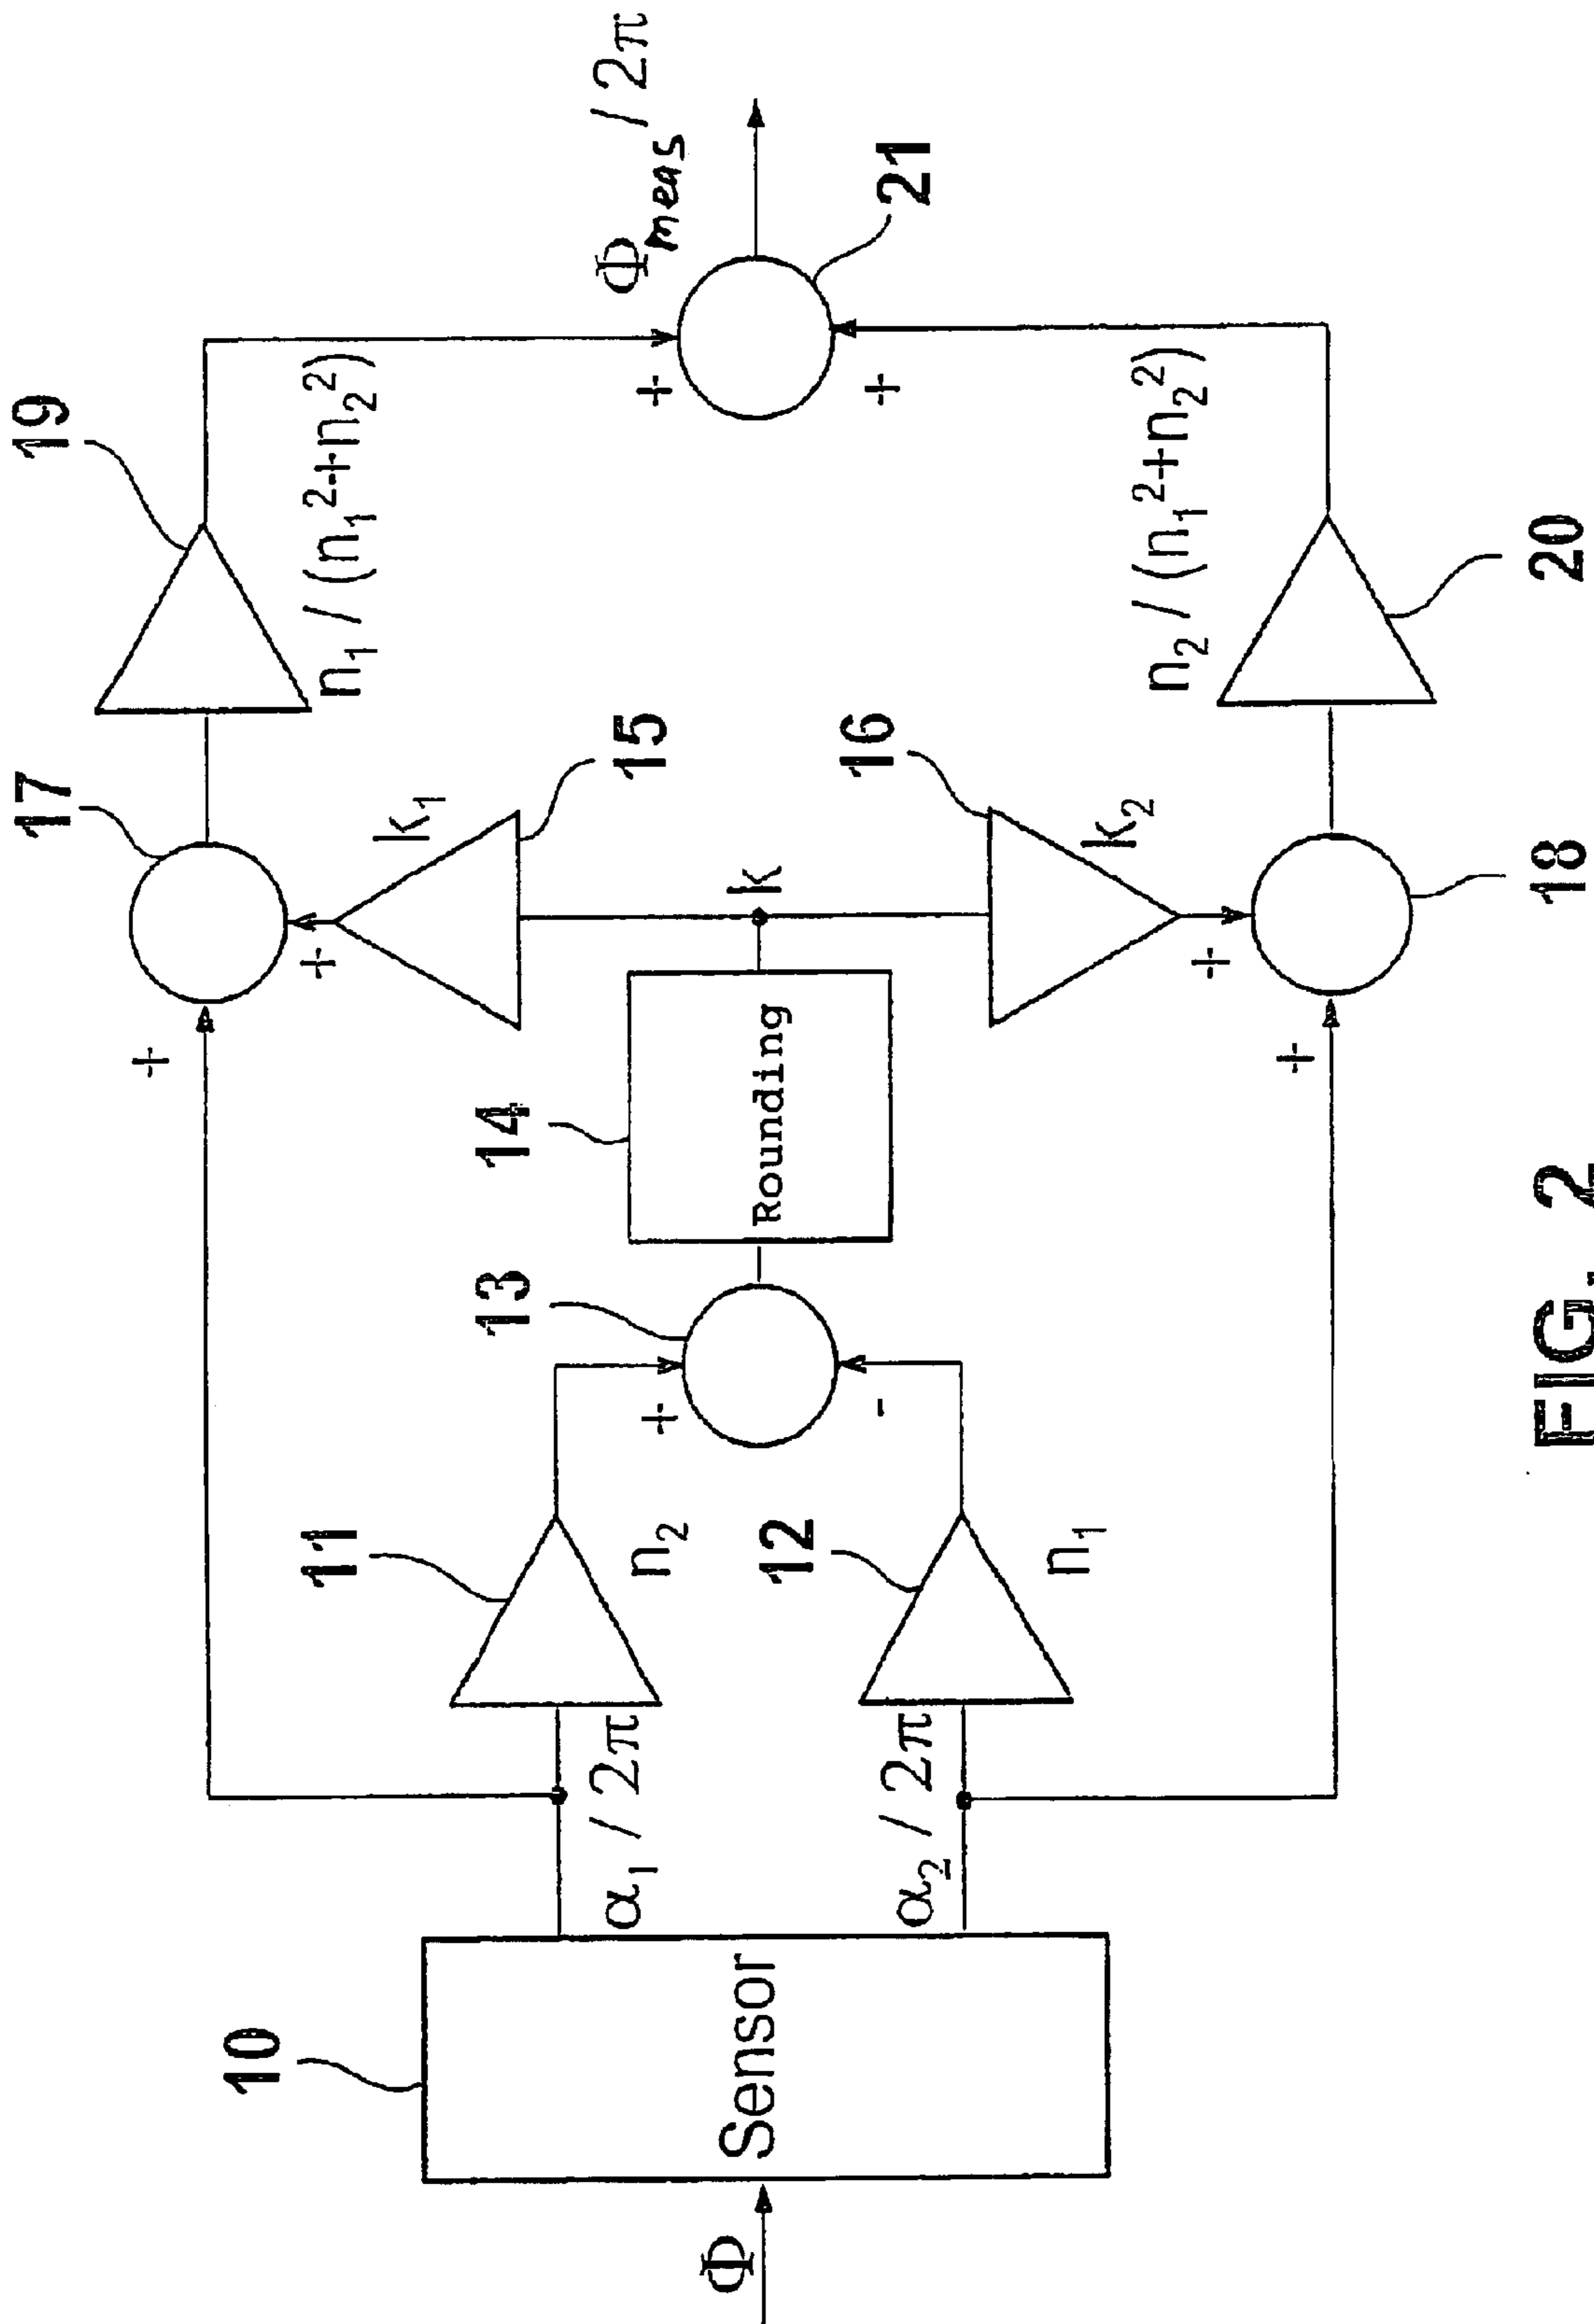 Φ
10
Sensor
α₁ / 2π
α₂ / 2π
11
n₂
12
n₁
+
-
13
14
Rounding
k
+
+
17
k₁
15
16
k₂
+
+
18
19
n₁ / (n₁²+n₂²)
n₂ / (n₁²+n₂²)
20
+
+
21
Φmeas / 2π
FIG. 2